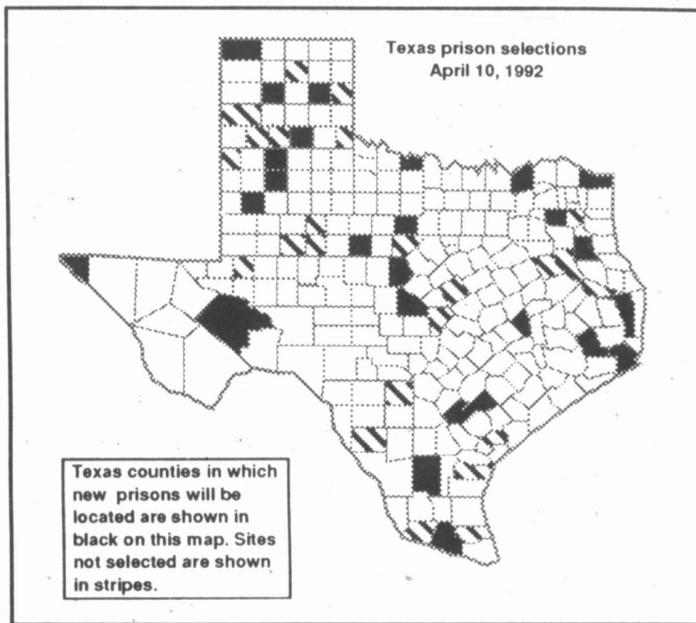 Texas prison selections
April 10, 1992
Texas counties in which
new prisons will be
located are shown in
black on this map. Sites
not selected are shown
in stripes.